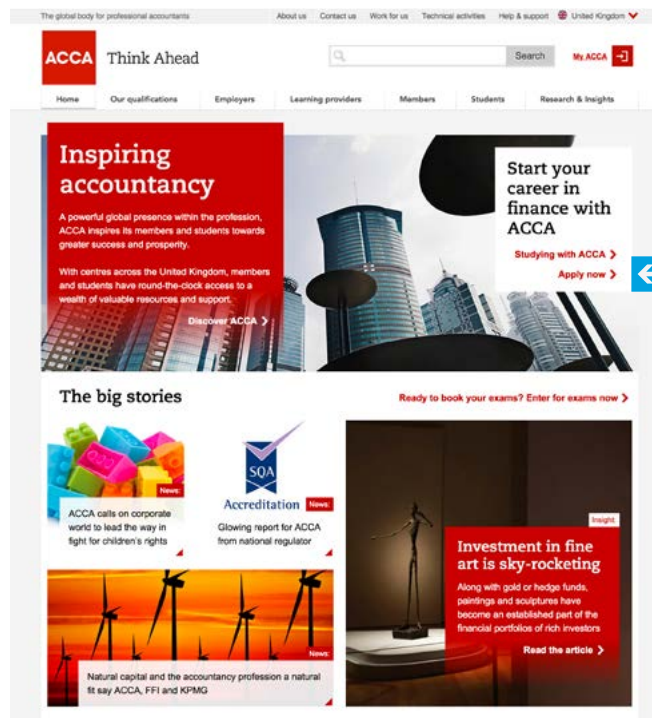 The global body for professional accountants
About us Contact us Work for us Technical activities Help & support United Kingdom
ACCA Think Ahead
Search
My ACCA
Home Our qualifications Employers Learning providers Members Students Research & Insights
Inspiring
accountancy
A powerful global presence within the profession,
ACCA inspires its members and students towards
greater success and prosperity.
With centres across the United Kingdom, members
and students have round-the-clock access to a
wealth of valuable resources and support.
Discover ACCA
Start your
career in
finance with
ACCA
Studying with ACCA
Apply now
The big stories
Ready to book your exams? Enter for exams now
News:
ACCA calls on corporate
world to lead the way in
fight for children's rights
SQA
Accreditation
News:
Glowing report for ACCA
from national regulator
Insight:
Investment in fine
art is sky-rocketing
Along with gold or hedge funds,
paintings and sculptures have
become an established part of the
financial portfolios of rich investors
Read the article
News:
Natural capital and the accountancy profession a natural
fit say ACCA, FFI and KPMG